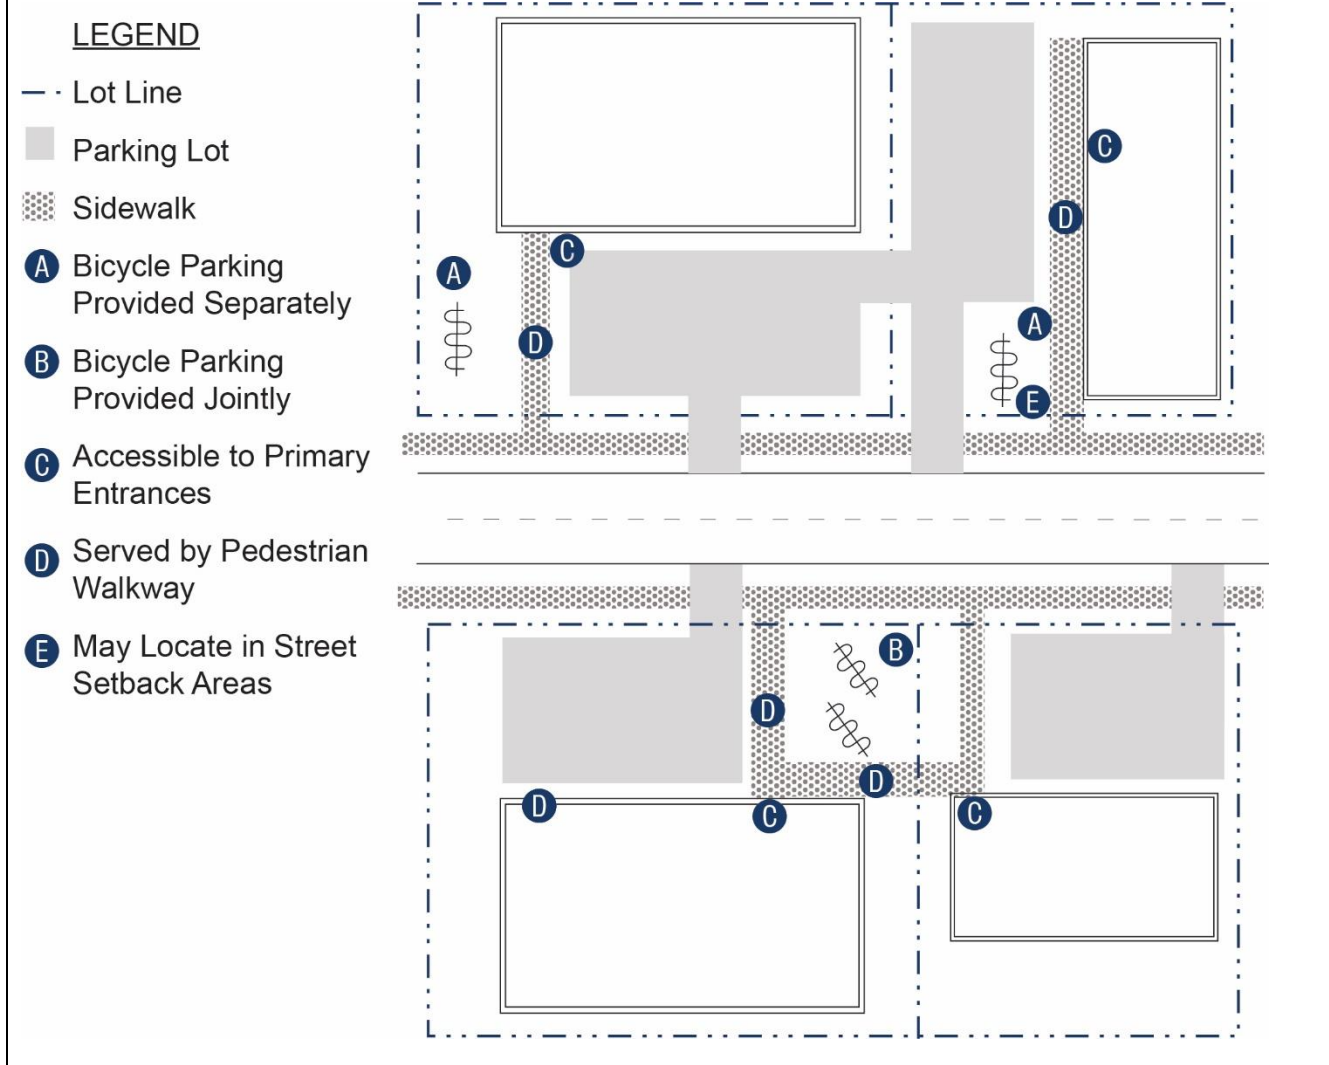 LEGEND
Lot Line
Parking Lot
Sidewalk
A Bicycle Parking
Provided Separately
B Bicycle Parking
Provided Jointly
C Accessible to Primary
Entrances
D Served by Pedestrian
Walkway
E May Locate in Street
Setback Areas
C
D
C
A
A
D
E
B
D
D
D
C
C